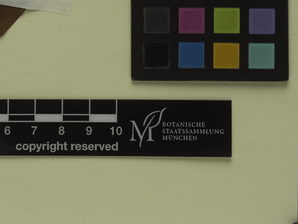 6 7 8 9 10
copyright reserved
M
BOTANISCHE
STAATSSAMMLUNG
MÜNCHEN